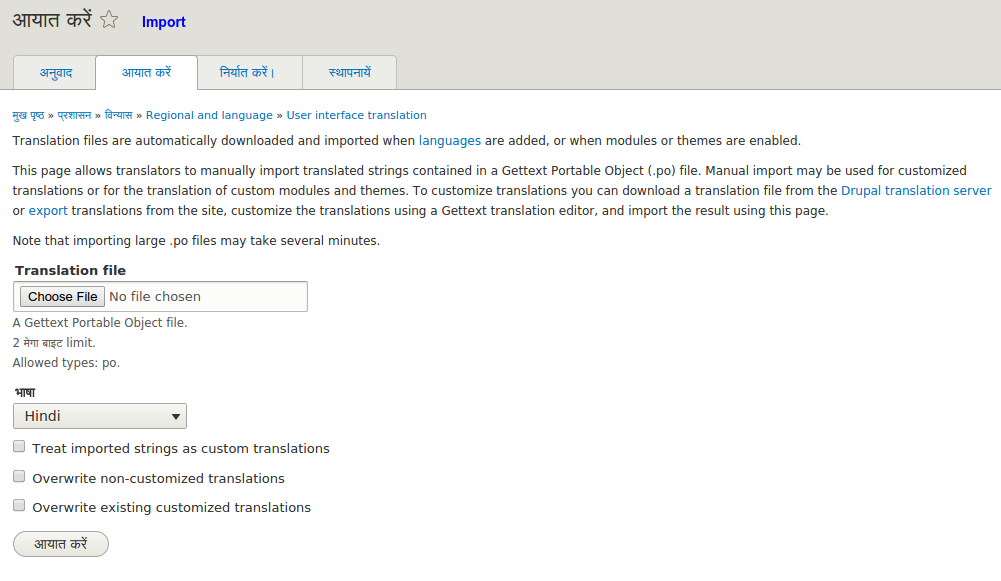 आयात करें Import
अनुवाद आयात करें निर्यात करें। स्थापनायें
मुख पृष्ठ » प्रशासन » विन्यास » Regional and language » User interface translation
Translation files are automatically downloaded and imported when languages are added, or when modules or themes are enabled.
This page allows translators to manually import translated strings contained in a Gettext Portable Object (.po) file. Manual import may be used for customized
translations or for the translation of custom modules and themes. To customize translations you can download a translation file from the Drupal translation server
or export translations from the site, customize the translations using a Gettext translation editor, and import the result using this page.
Note that importing large .po files may take several minutes.
Translation file
Choose File No file chosen
A Gettext Portable Object file.
2 मेगा बाइट limit.
Allowed types: po.
भाषा
Hindi
Treat imported strings as custom translations
Overwrite non-customized translations
Overwrite existing customized translations
आयात करें